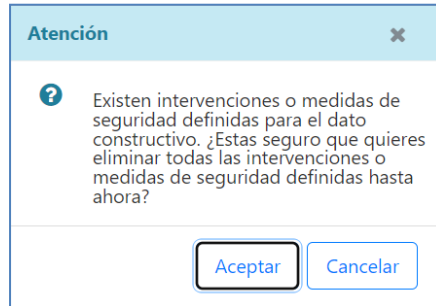 Atención
Existen intervenciones o medidas de
seguridad definidas para el dato
constructivo. ¿Estas seguro que quieres
eliminar todas las intervenciones o
medidas de seguridad definidas hasta
ahora?
Aceptar
Cancelar